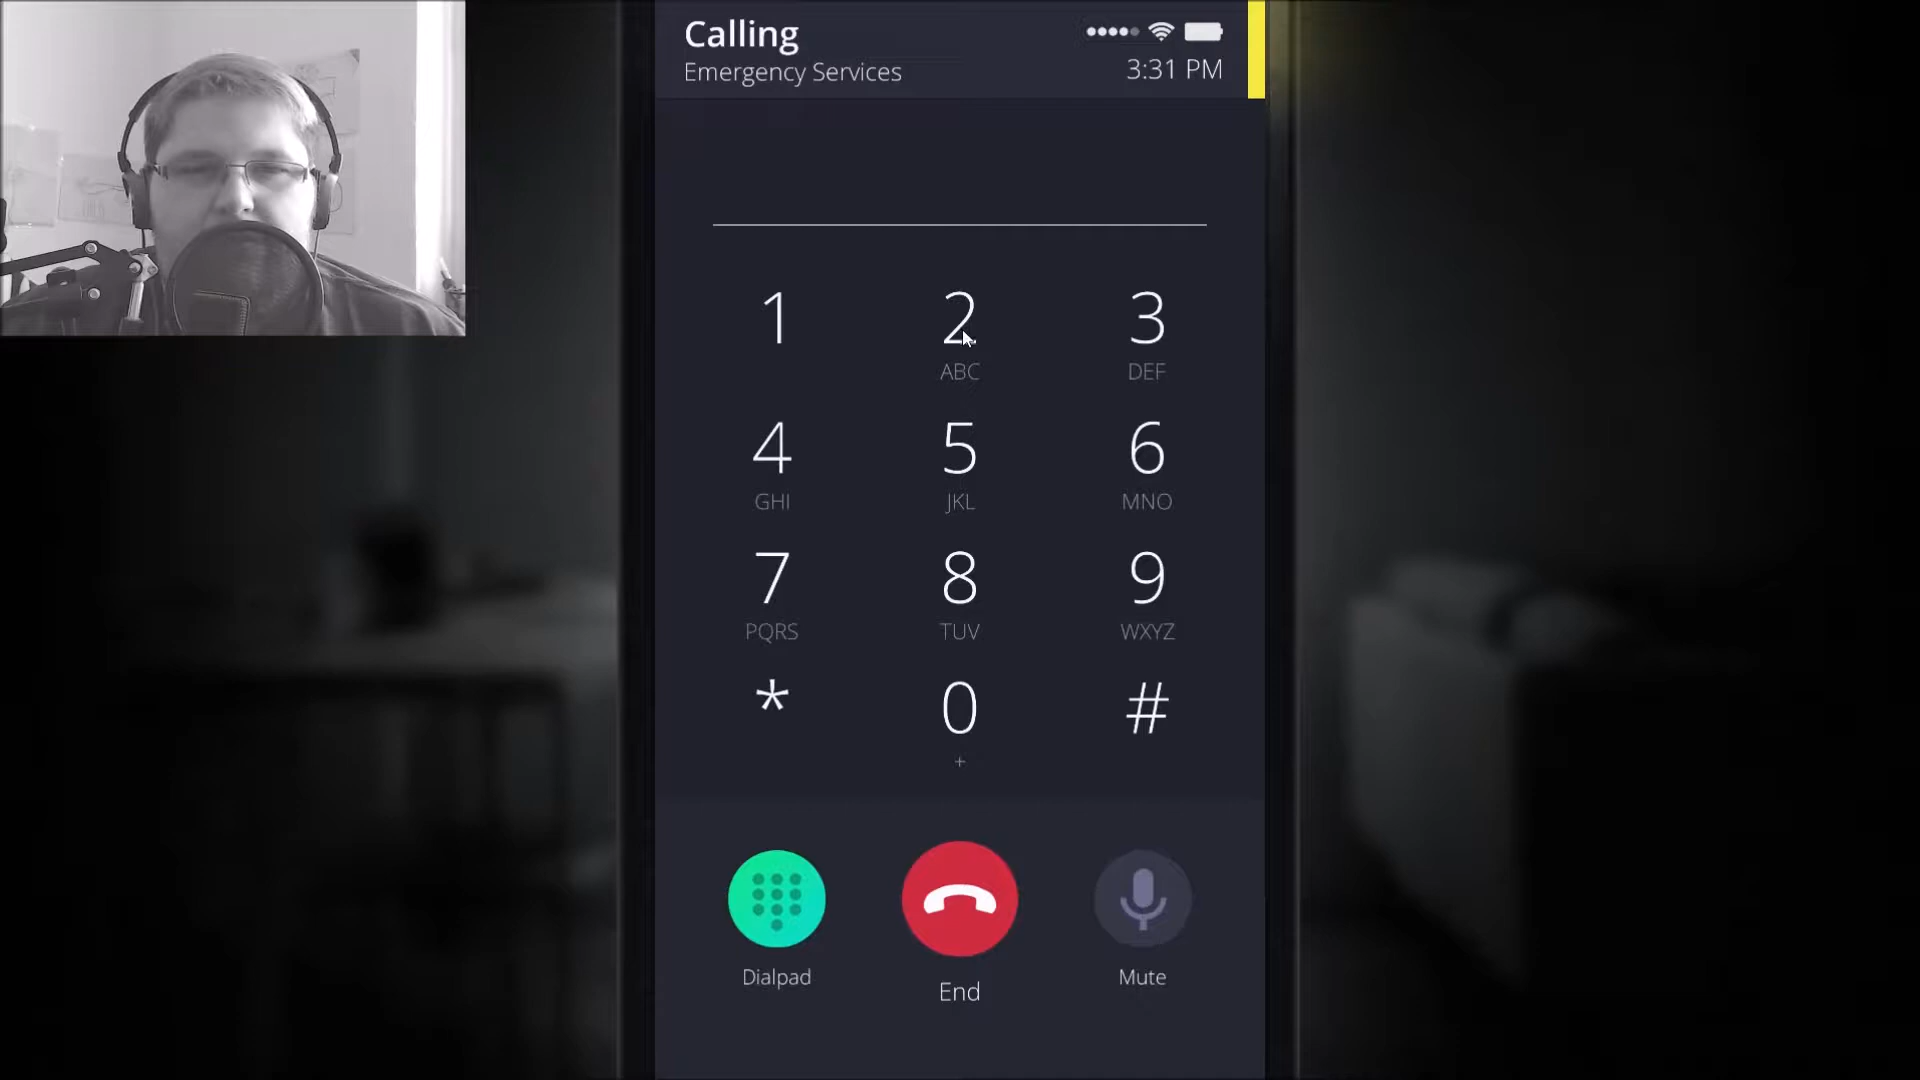 Calling
Emergency Services
3:31 PM
1 2 3
ABC DEF
4 5 6
GHI JKL MNO
7 8 9
PQRS TUV WXYZ
* 0 #
+
Dialpad End Mute